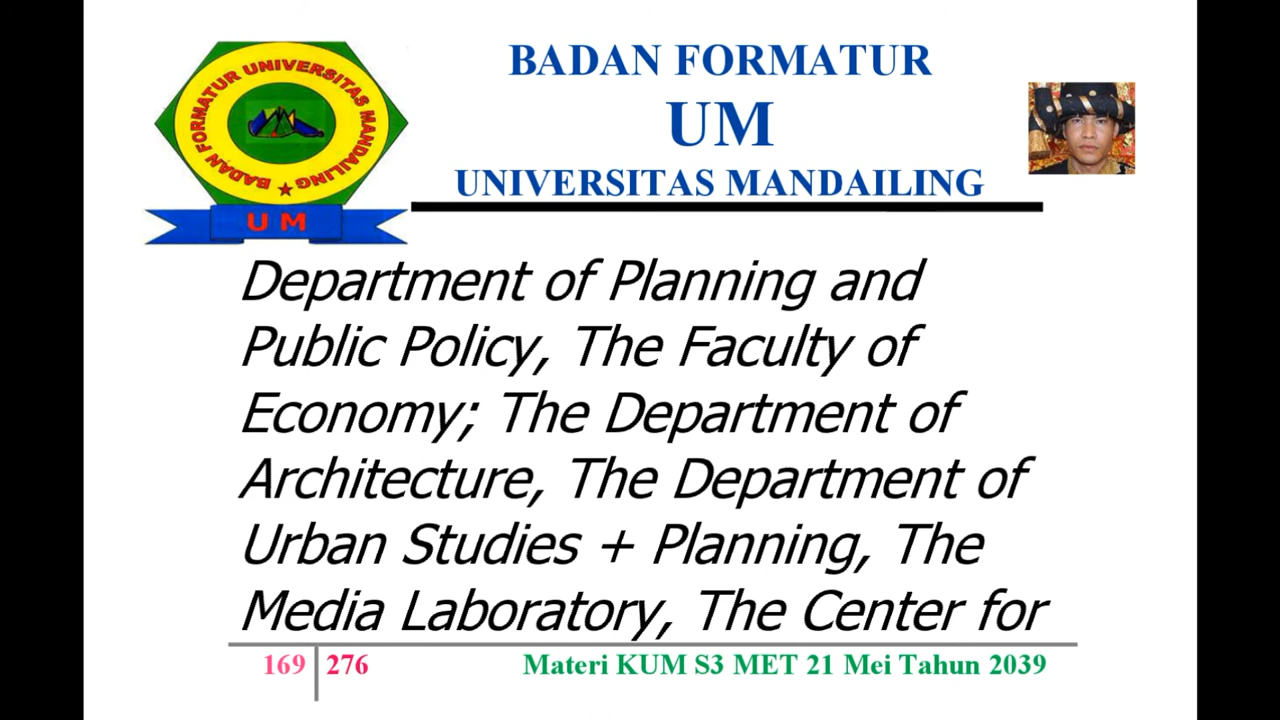 BADAN FORMATUR UNIVERSITAS MANDAILING
U M
BADAN FORMATUR
UM
UNIVERSITAS MANDAILING
Department of Planning and
Public Policy, The Faculty of
Economy; The Department of
Architecture, The Department of
Urban Studies + Planning, The
Media Laboratory, The Center for
169 276 Materi KUM S3 MET 21 Mei Tahun 2039